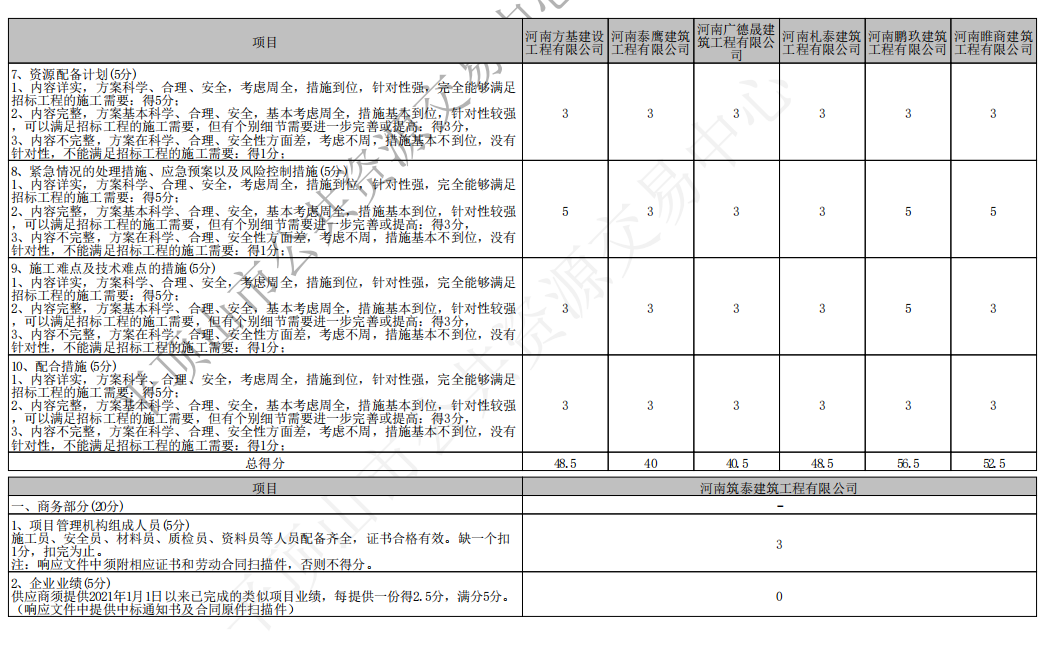 项目
河南方基建设工程有限公司
河南泰鹰建筑工程有限公司
河南广德晟建筑工程有限公司
河南札泰建筑工程有限公司
河南鹏玖建筑工程有限公司
河南睢商建筑工程有限公司
7、资源配备计划(5分)
1、内容详实，方案科学、合理、安全，考虑周全，措施到位，针对性强，完全能够满足
招标工程的施工需要：得5分；
2、内容完整，方案基本科学、合理、安全，基本考虑周全，措施基本到位，针对性较强
，可以满足招标工程的施工需要，但有个别细节需要进一步完善或提高：得3分，
3、内容不完整，方案在科学、合理、安全性方面差，考虑不周，措施基本不到位，没有
针对性，不能满足招标工程的施工需要：得1分；
3 3 3 3 3 3
8、紧急情况的处理措施、应急预案以及风险控制措施(5分)
1、内容详实，方案科学、合理、安全，考虑周全，措施到位，针对性强，完全能够满足
招标工程的施工需要：得5分；
2、内容完整，方案基本科学、合理、安全，基本考虑周全，措施基本到位，针对性较强
，可以满足招标工程的施工需要，但有个别细节需要进一步完善或提高：得3分，
3、内容不完整，方案在科学、合理、安全性方面差，考虑不周，措施基本不到位，没有
针对性，不能满足招标工程的施工需要：得1分；
5 3 3 3 5 5
9、施工难点及技术难点的措施(5分)
1、内容详实，方案科学、合理、安全，考虑周全，措施到位，针对性强，完全能够满足
招标工程的施工需要：得5分；
2、内容完整，方案基本科学、合理、安全，基本考虑周全，措施基本到位，针对性较强
，可以满足招标工程的施工需要，但有个别细节需要进一步完善或提高：得3分，
3、内容不完整，方案在科学、合理、安全性方面差，考虑不周，措施基本不到位，没有
针对性，不能满足招标工程的施工需要：得1分；
3 3 3 3 5 3
10、配合措施(5分)
1、内容详实，方案科学、合理、安全，考虑周全，措施到位，针对性强，完全能够满足
招标工程的施工需要：得5分；
2、内容完整，方案基本科学、合理、安全，基本考虑周全，措施基本到位，针对性较强
，可以满足招标工程的施工需要，但有个别细节需要进一步完善或提高：得3分，
3、内容不完整，方案在科学、合理、安全性方面差，考虑不周，措施基本不到位，没有
针对性，不能满足招标工程的施工需要：得1分；
3 3 3 3 3 3
总得分 48.5 40 40.5 48.5 56.5 52.5
项目 河南筑泰建筑工程有限公司
一、商务部分(20分) -
1、项目管理机构组成人员(5分)
施工员、安全员、材料员、质检员、资料员等人员配备齐全，证书合格有效。缺一个扣
1分，扣完为止。
注：响应文件中须附相应证书和劳动合同扫描件，否则不得分。
3
2、企业业绩(5分)
供应商须提供2021年1月1日以来已完成的类似项目业绩，每提供一份得2.5分，满分5分。
（响应文件中提供中标通知书及合同原件扫描件）
0
平顶山市公共资源交易中心
平顶山市公共资源交易中心